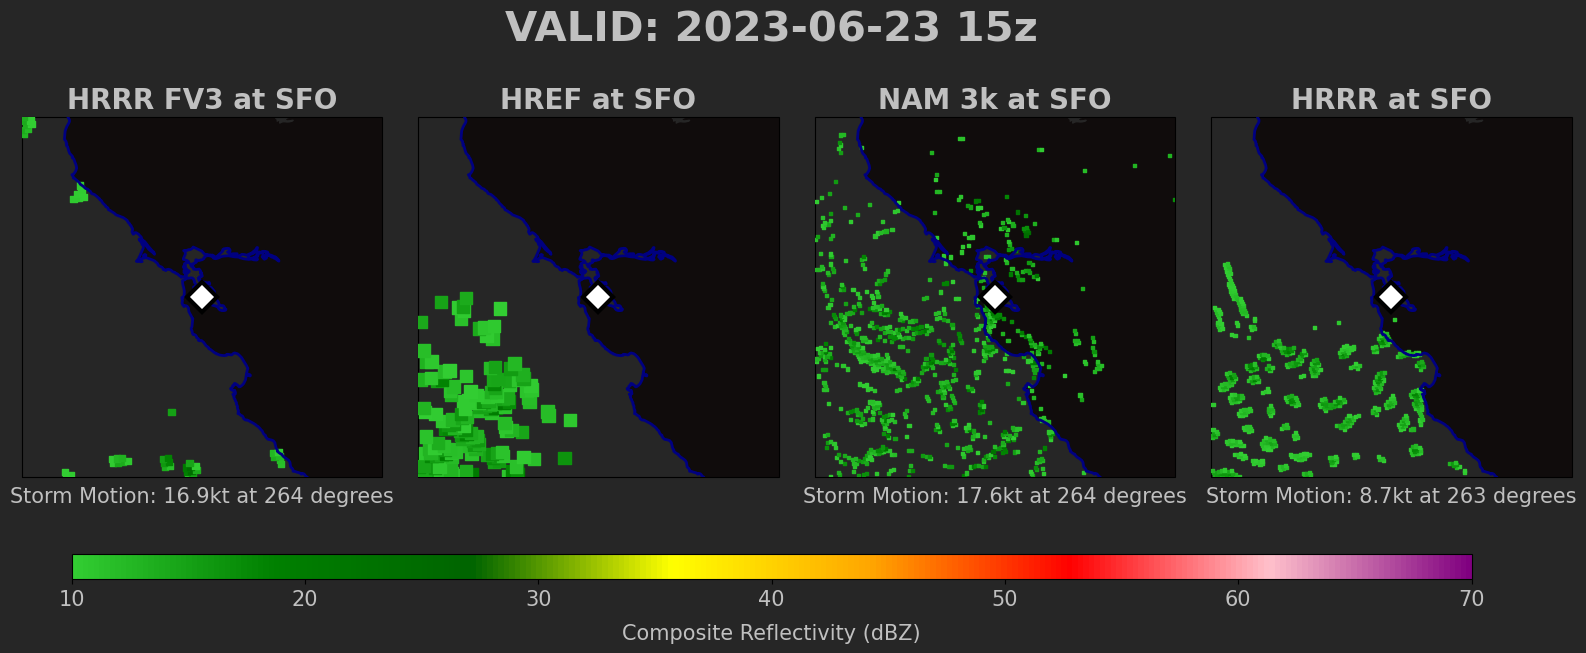 VALID: 2023-06-23 15z
HRRR FV3 at SFO
HREF at SFO
NAM 3k at SFO
HRRR at SFO
Storm Motion: 16.9kt at 264 degrees
Storm Motion: 17.6kt at 264 degrees
Storm Motion: 8.7kt at 263 degrees
10 20 30 40 50 60 70
Composite Reflectivity (dBZ)